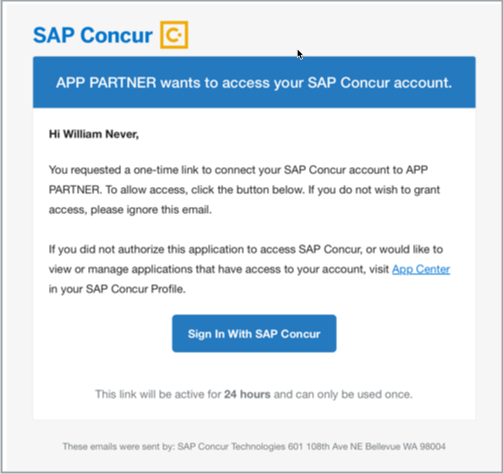 SAP Concur C.
APP PARTNER wants to access your SAP Concur account.
Hi William Never,
You requested a one-time link to connect your SAP Concur account to APP
PARTNER. To allow access, click the button below. If you do not wish to grant
access, please ignore this email.
If you did not authorize this application to access SAP Concur, or would like to
view or manage applications that have access to your account, visit App Center
in your SAP Concur Profile.
Sign In With SAP Concur
This link will be active for 24 hours and can only be used once.
These emails were sent by: SAP Concur Technologies 601 108th Ave NE Bellevue WA 98004